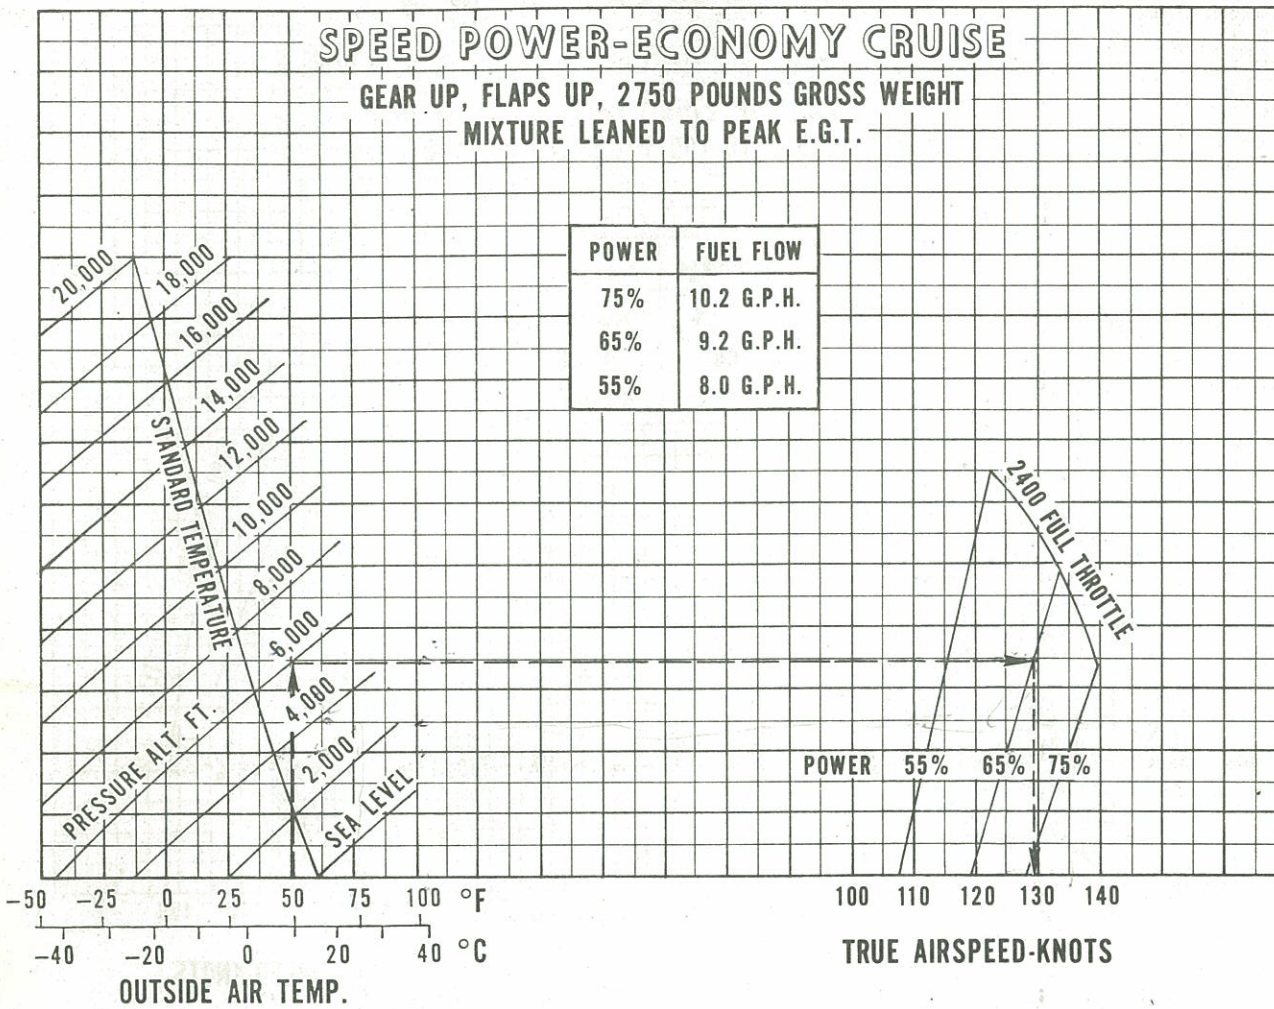 SPEED POWER-ECONOMY CRUISE
GEAR UP, FLAPS UP, 2750 POUNDS GROSS WEIGHT
MIXTURE LEANED TO PEAK E.G.T.
POWER FUEL FLOW
75% 10.2 G.P.H.
65% 9.2 G.P.H.
55% 8.0 G.P.H.
20,000
18,000
16,000
14,000
12,000
10,000
8,000
6,000
4,000
2,000
SEA LEVEL
STANDARD TEMPERATURE
PRESSURE ALT. FT.
2400 FULL THROTTLE
POWER 55% 65% 75%
-50 -25 0 25 50 75 100 °F
-40 -20 0 20 40 °C
OUTSIDE AIR TEMP.
100 110 120 130 140
TRUE AIRSPEED-KNOTS